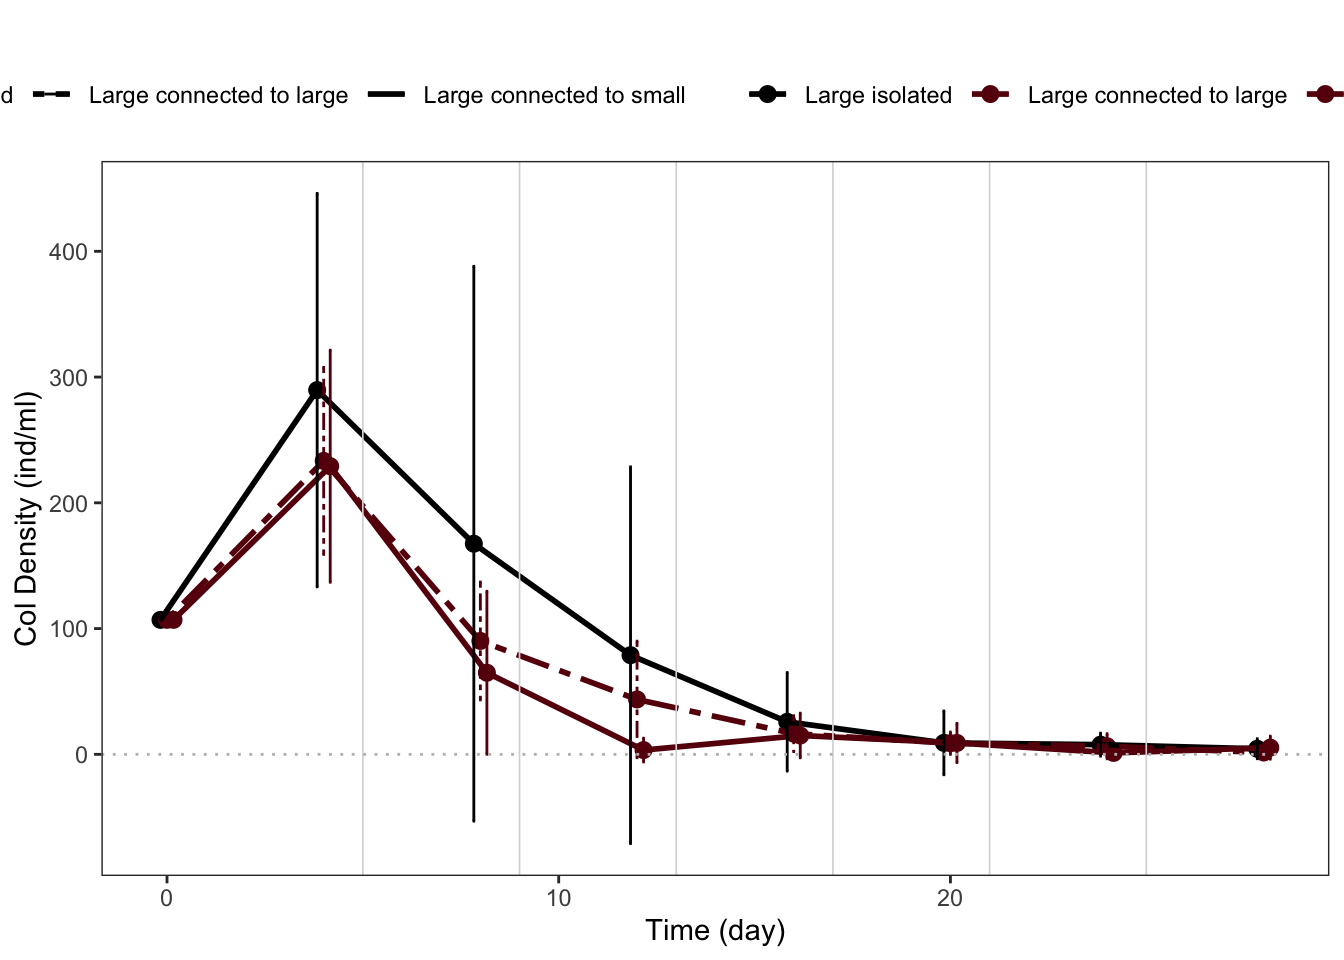 d Large connected to large Large connected to small Large isolated Large connected to large
400
300
200
100
0
Col Density (ind/ml)
0 10 20
Time (day)